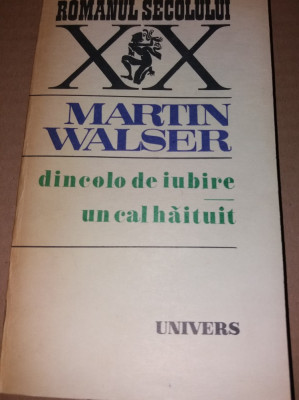 ROMANUL SECOLULUI
XX
MARTIN
WALSER
dincolo de iubire
un cal hăituit
UNIVERS